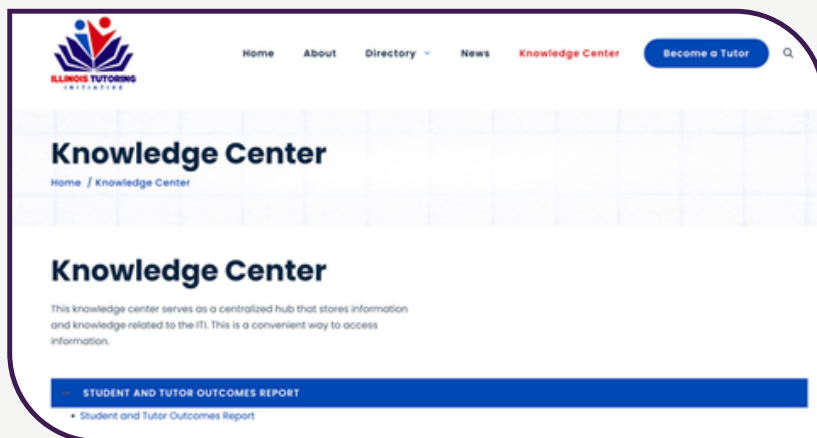 ILLINOIS TUTORING
INITIATIVE
Home About Directory News Knowledge Center Become a Tutor
Knowledge Center
Home / Knowledge Center
Knowledge Center
This knowledge center serves as a centralized hub that stores information
and knowledge related to the ITI. This is a convenient way to access
information.
STUDENT AND TUTOR OUTCOMES REPORT
• Student and Tutor Outcomes Report